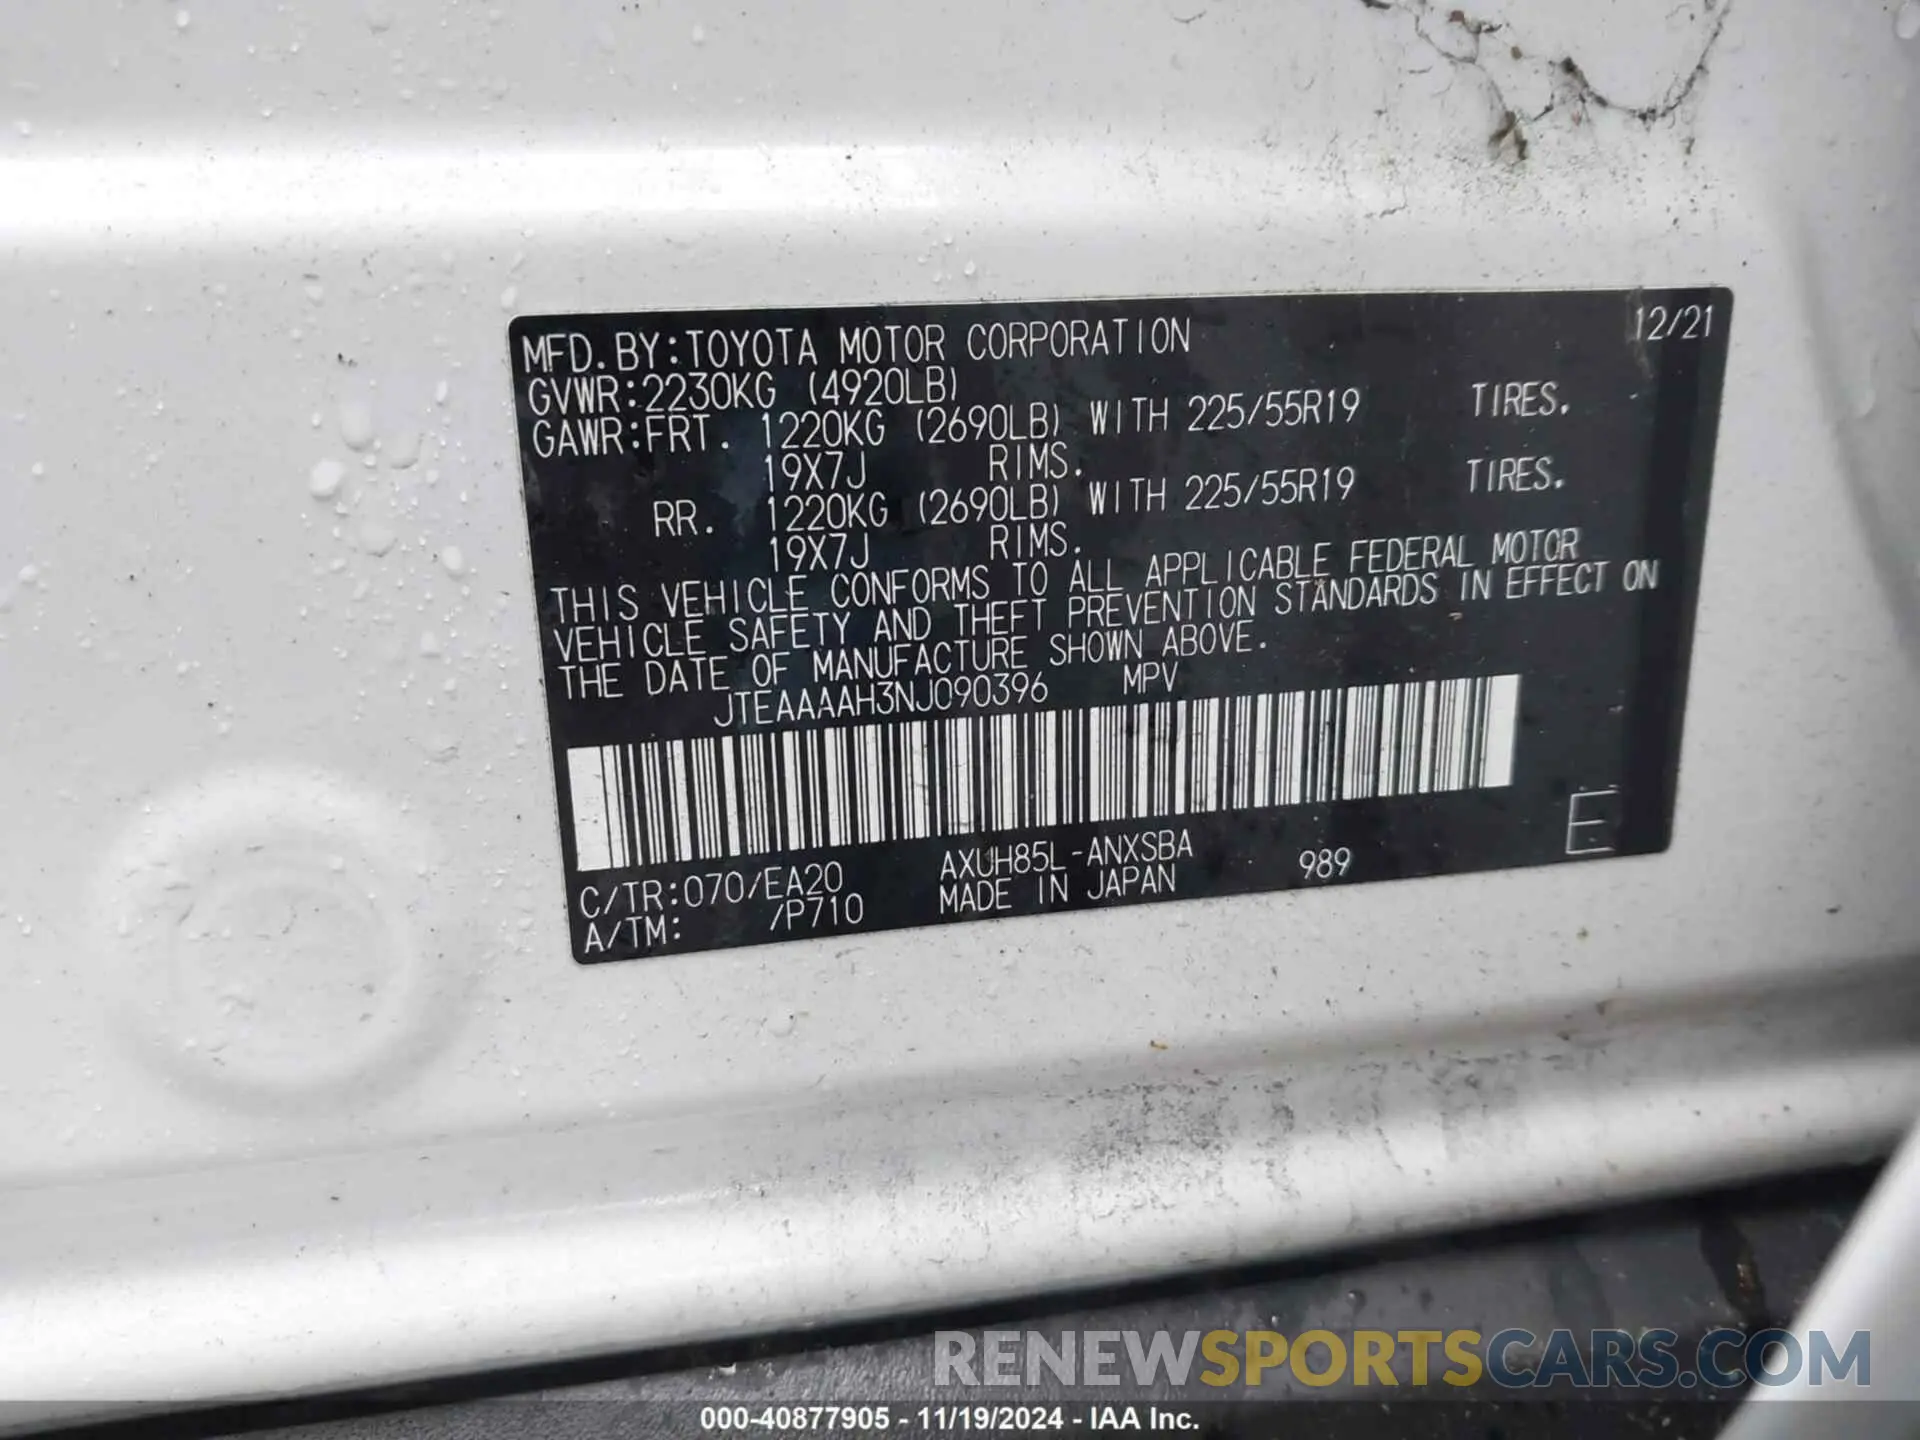 MFD. BY: TOYOTA MOTOR CORPORATION 12/21
GVWR: 2230KG (4920LB)
GAWR: FRT. 1220KG (2690LB) WITH 225/55R19 TIRES.
19X7J RIMS.
RR. 1220KG (2690LB) WITH 225/55R19 TIRES.
19X7J RIMS.
THIS VEHICLE CONFORMS TO ALL APPLICABLE FEDERAL MOTOR
VEHICLE SAFETY AND THEFT PREVENTION STANDARDS IN EFFECT ON
THE DATE OF MANUFACTURE SHOWN ABOVE.
JTEAAAAH3NJ090396 MPV
C/TR: 070/EA20 AXUH85L-ANXSBA 989 E
A/TM: /P710 MADE IN JAPAN
RENEWSPORTSCARS.COM
000-40877905 - 11/19/2024 - IAA Inc.